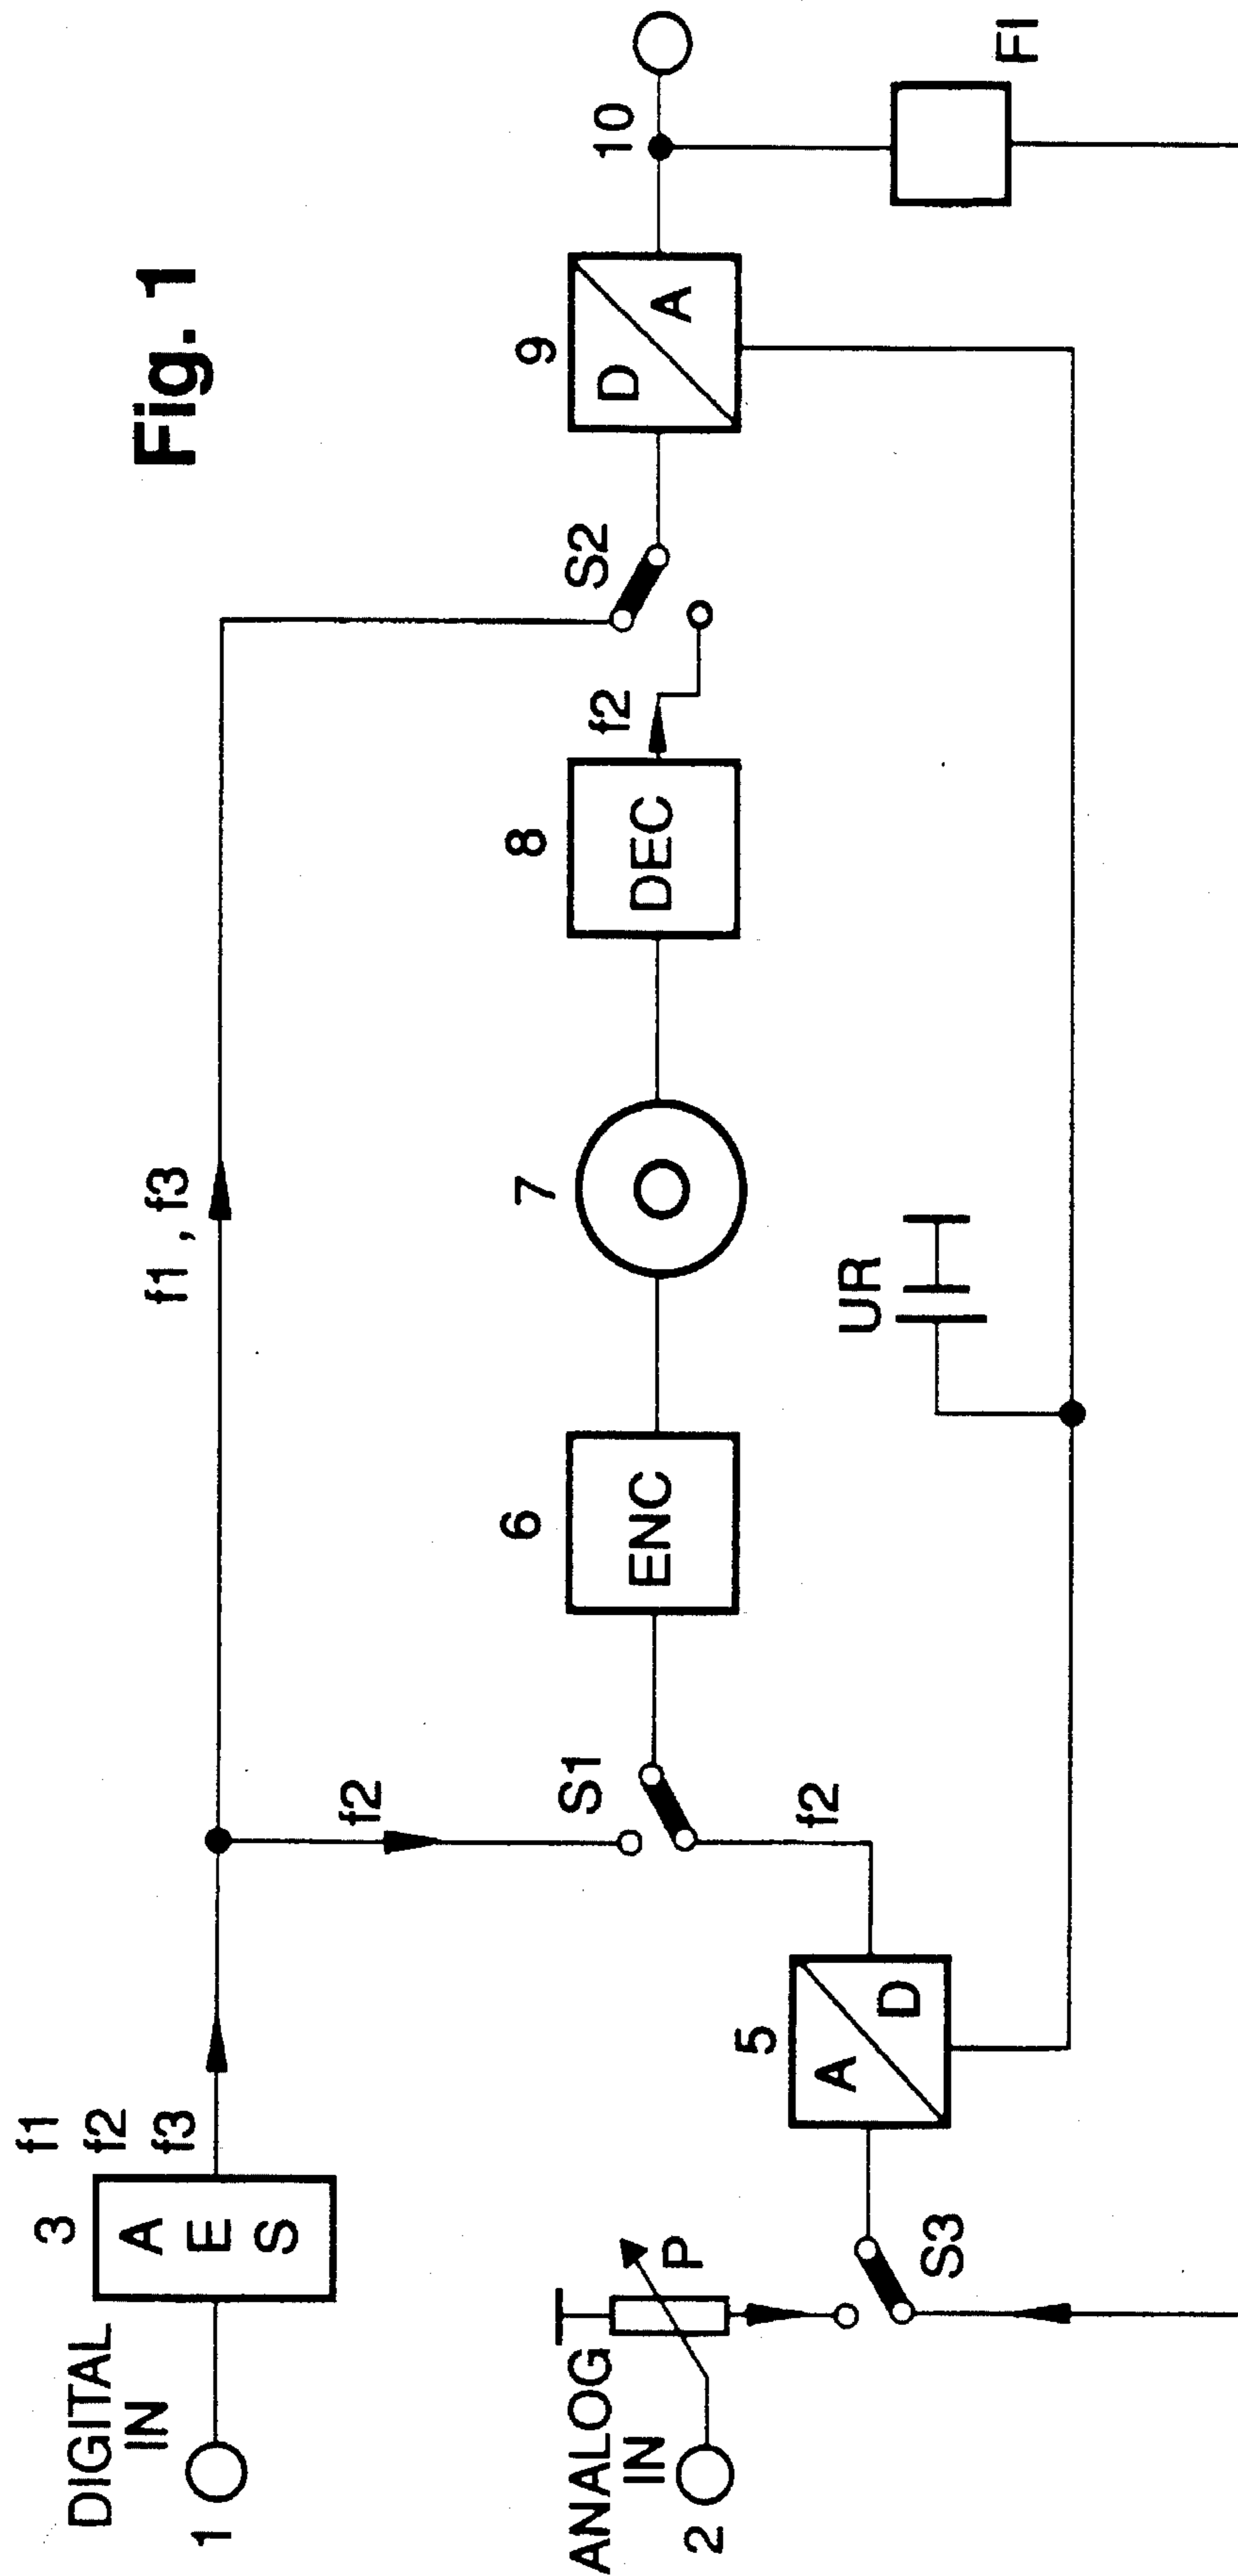 Fig. 1
DIGITAL
IN
1
3
A
E
S
f1
f2
f3
f1 , f3
f2
ANALOG
IN
2
P
S3
5
A
D
f2
S1
6
ENC
7
8
DEC
f2
S2
9
D
A
10
UR
FI